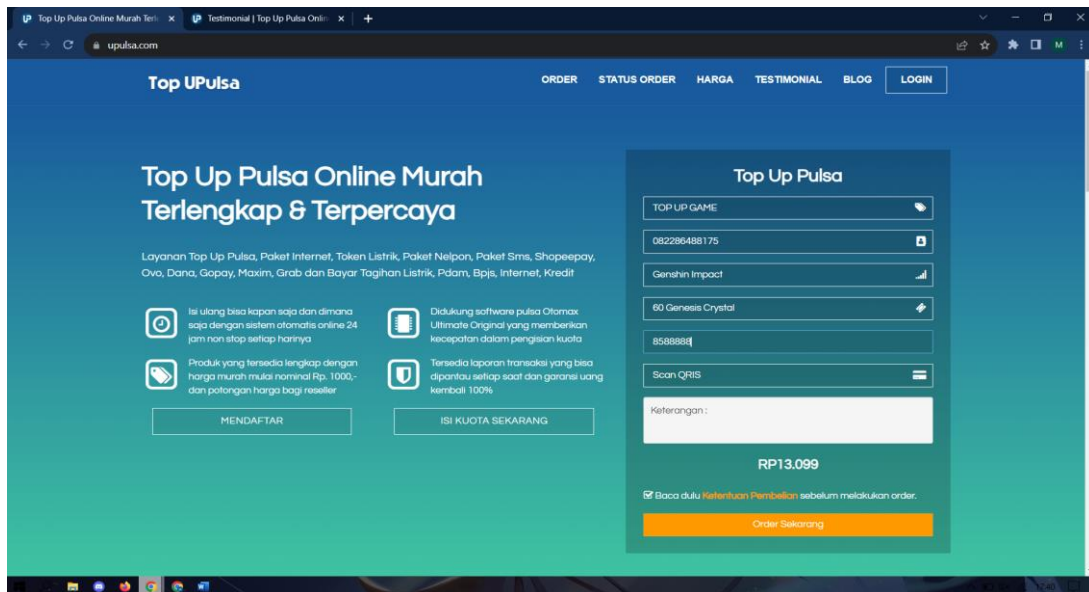 Top Up Pulsa Online Murah Terl
Testimonial | Top Up Pulsa Onlin
upulsa.com
M
Top UPulsa
ORDER STATUS ORDER HARGA TESTIMONIAL BLOG LOGIN
Top Up Pulsa Online Murah
Terlengkap & Terpercaya
Layanan Top Up Pulsa, Paket Internet, Token Listrik, Paket Nelpon, Paket Sms, Shopeepay,
Ovo, Dana, Gopay, Maxim, Grab dan Bayar Tagihan Listrik, Pdam, Bpjs, Internet, Kredit
Isi ulang bisa kapan saja dan dimana
saja dengan sistem otomatis online 24
jam non stop setiap harinya
Didukung software pulsa Otomax
Ultimate Original yang memberikan
kecepatan dalam pengisian kuota
Produk yang tersedia lengkap dengan
harga murah mulai nominal Rp. 1000,-
dan potongan harga bagi reseller
Tersedia laporan transaksi yang bisa
dipantau setiap saat dan garansi uang
kembali 100%
MENDAFTAR
ISI KUOTA SEKARANG
Top Up Pulsa
TOP UP GAME
082286488175
Genshin Impact
60 Genesis Crystal
8588888
Scan QRIS
Keterangan :
RP13.099
Baca dulu Ketentuan Pembelian sebelum melakukan order.
Order Sekarang